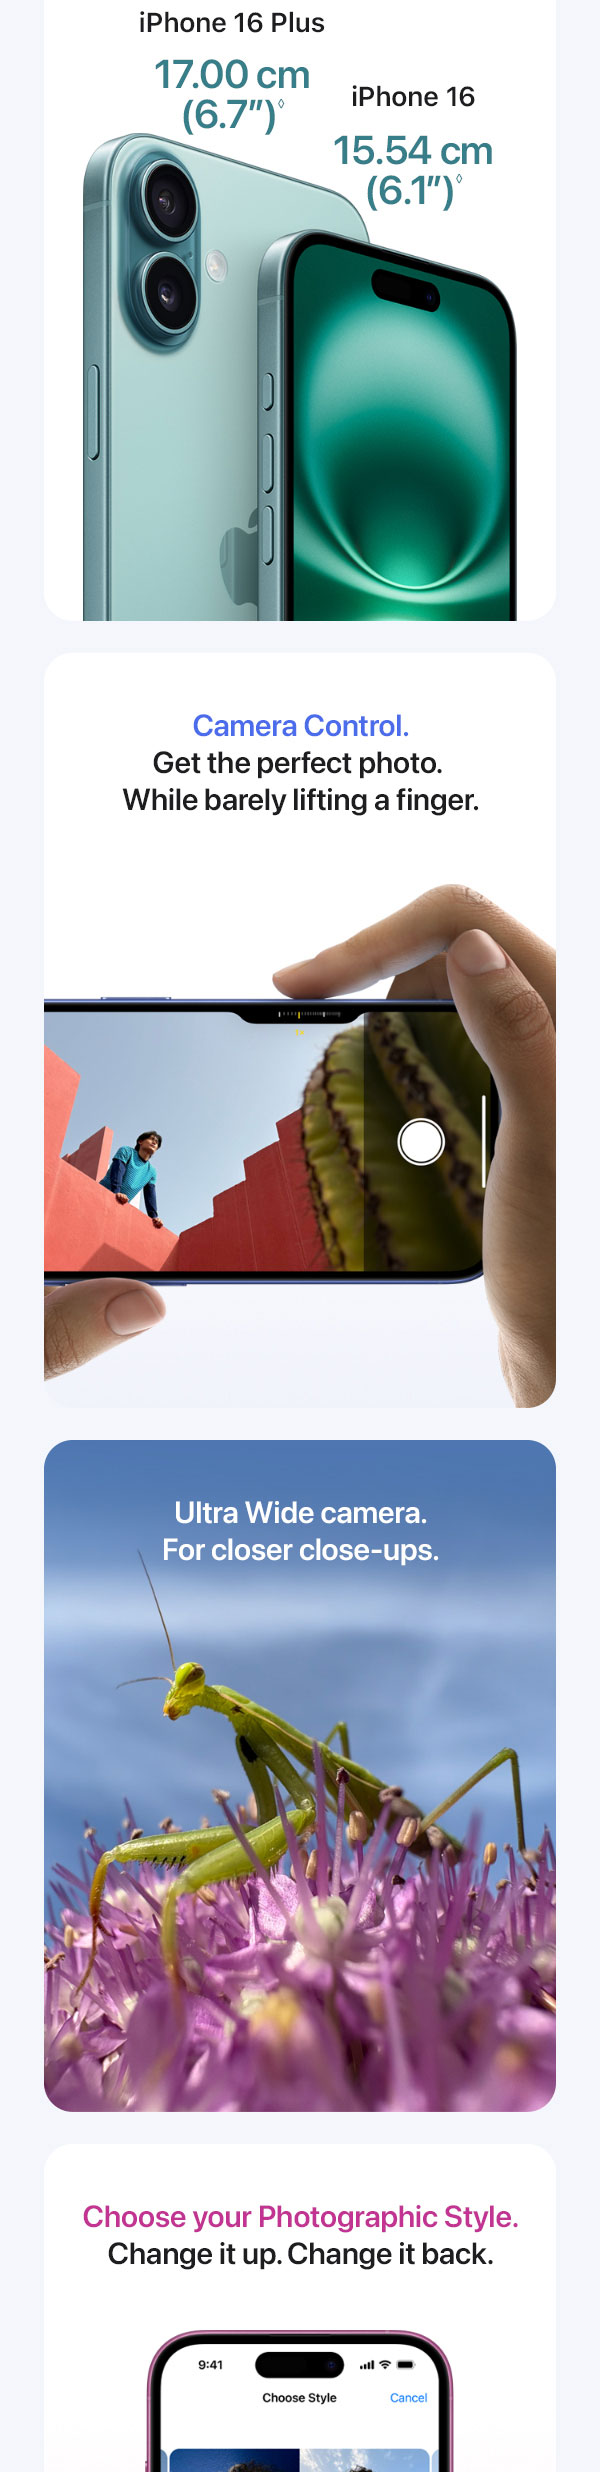 iPhone 16 Plus
17.00 cm
(6.7”)◊
iPhone 16
15.54 cm
(6.1”)◊
Camera Control.
Get the perfect photo.
While barely lifting a finger.
Ultra Wide camera.
For closer close-ups.
Choose your Photographic Style.
Change it up. Change it back.
9:41
Choose Style
Cancel